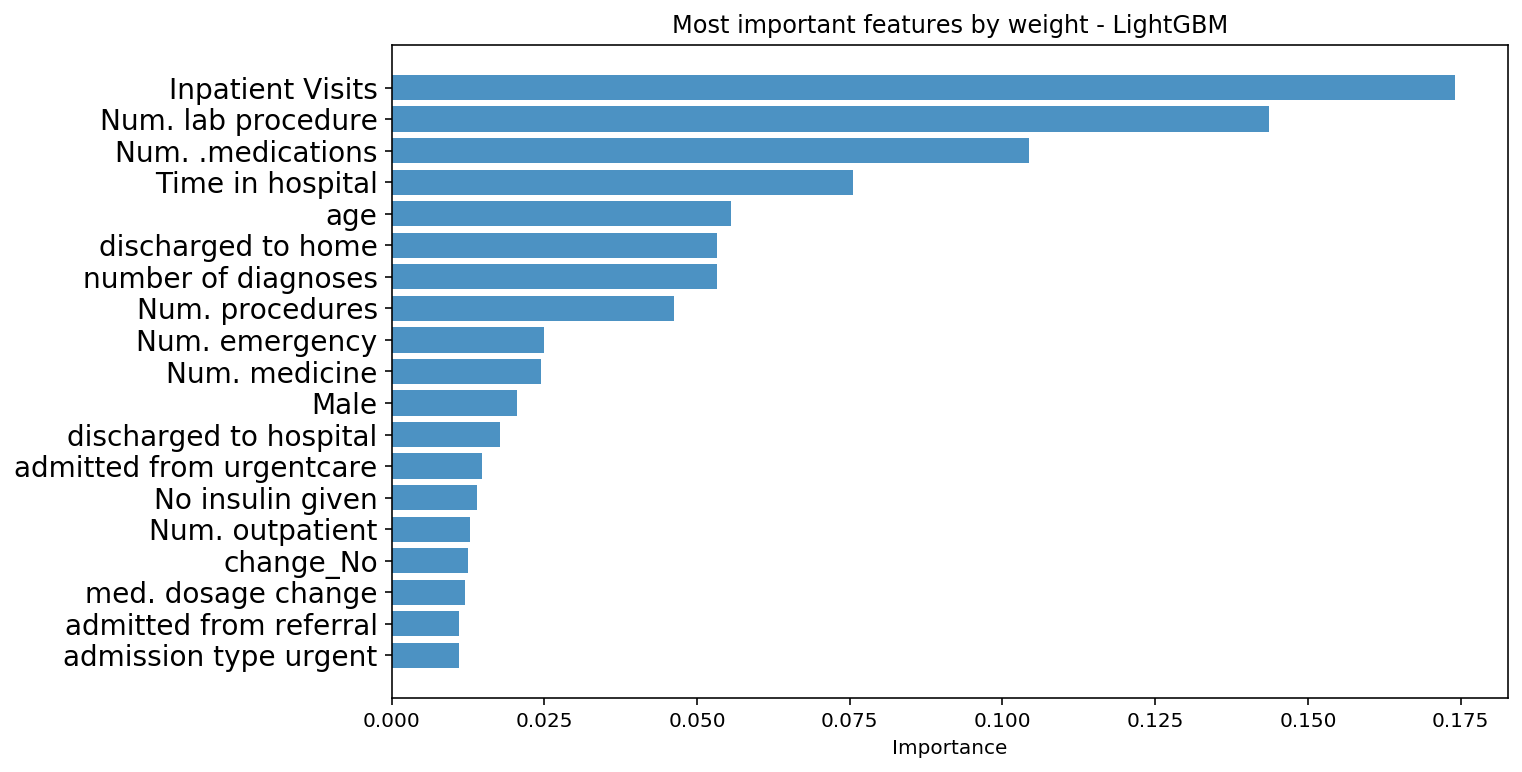 Most important features by weight - LightGBM
Inpatient Visits
Num. lab procedure
Num. .medications
Time in hospital
age
discharged to home
number of diagnoses
Num. procedures
Num. emergency
Num. medicine
Male
discharged to hospital
admitted from urgentcare
No insulin given
Num. outpatient
change_No
med. dosage change
admitted from referral
admission type urgent
0.000 0.025 0.050 0.075 0.100 0.125 0.150 0.175
Importance